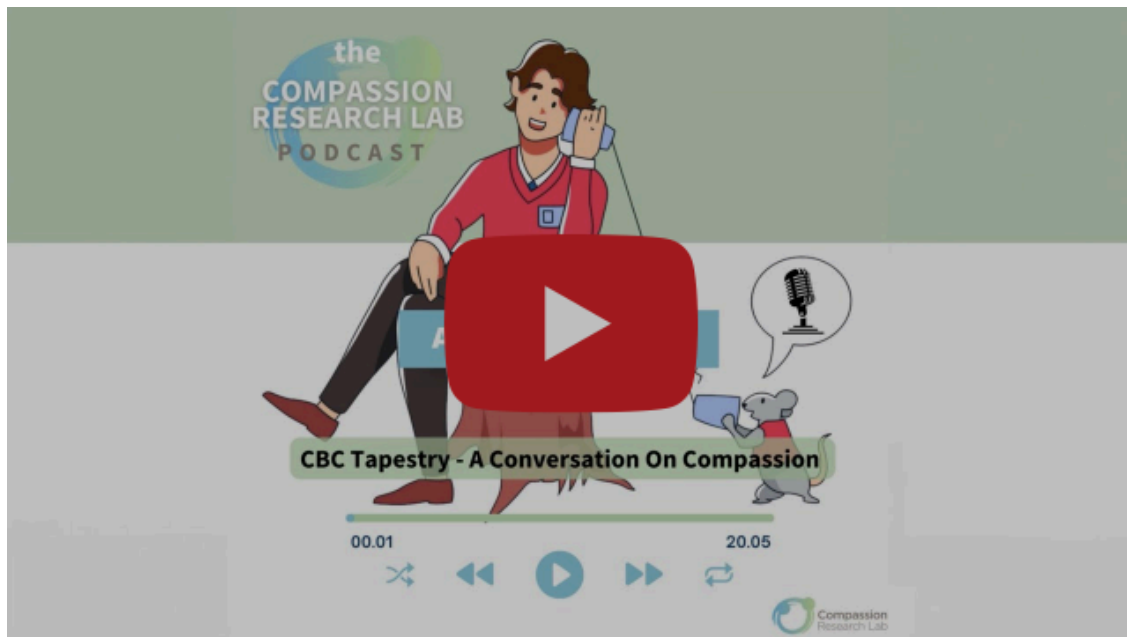 the
COMPASSION
RESEARCH LAB
PODCAST
CBC Tapestry - A Conversation On Compassion
00.01
20.05
Compassion
Research Lab